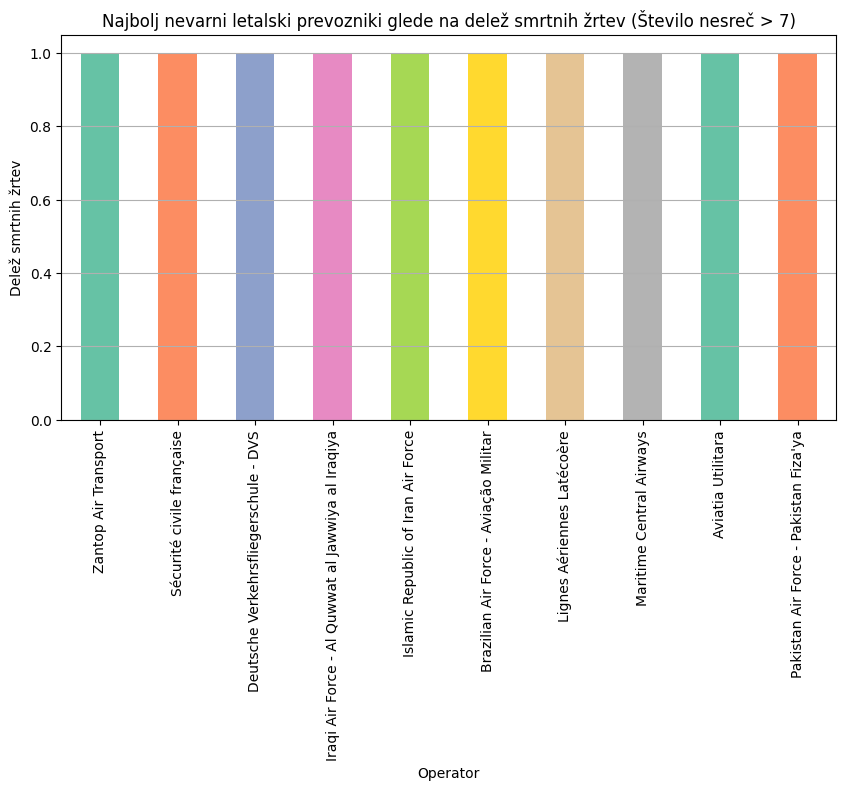 Najbolj nevarni letalski prevozniki glede na delež smrtnih žrtev (Število nesreč > 7)
Delež smrtnih žrtev
1.0
0.8
0.6
0.4
0.2
0.0
Zantop Air Transport
Sécurité civile française
Deutsche Verkehrsfliegerschule - DVS
Iraqi Air Force - Al Quwwat al Jawwiya al Iraqiya
Islamic Republic of Iran Air Force
Brazilian Air Force - Aviação Militar
Lignes Aériennes Latécoère
Maritime Central Airways
Aviatia Utilitara
Pakistan Air Force - Pakistan Fiza'ya
Operator